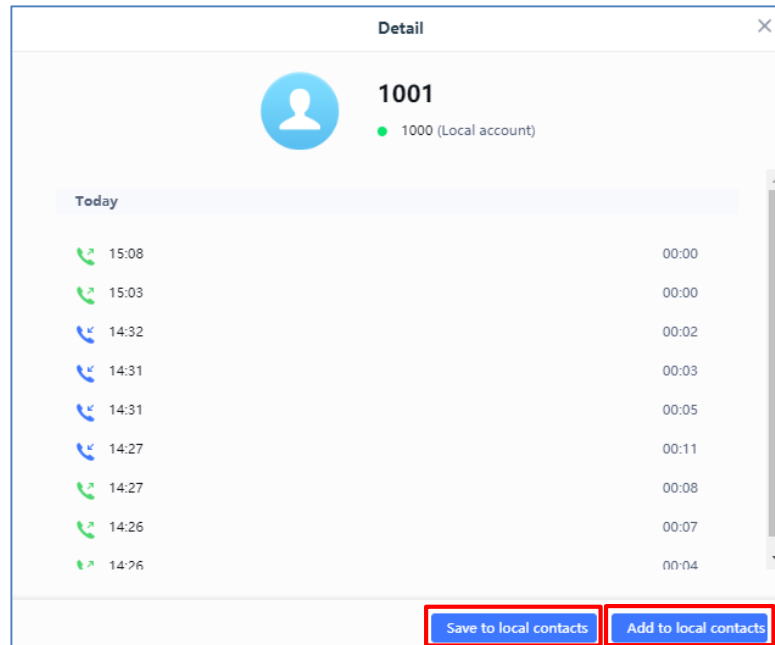 Detail
1001
1000 (Local account)
Today
15:08 00:00
15:03 00:00
14:32 00:02
14:31 00:03
14:31 00:05
14:27 00:11
14:27 00:08
14:26 00:07
14:26 00:04
Save to local contacts Add to local contacts